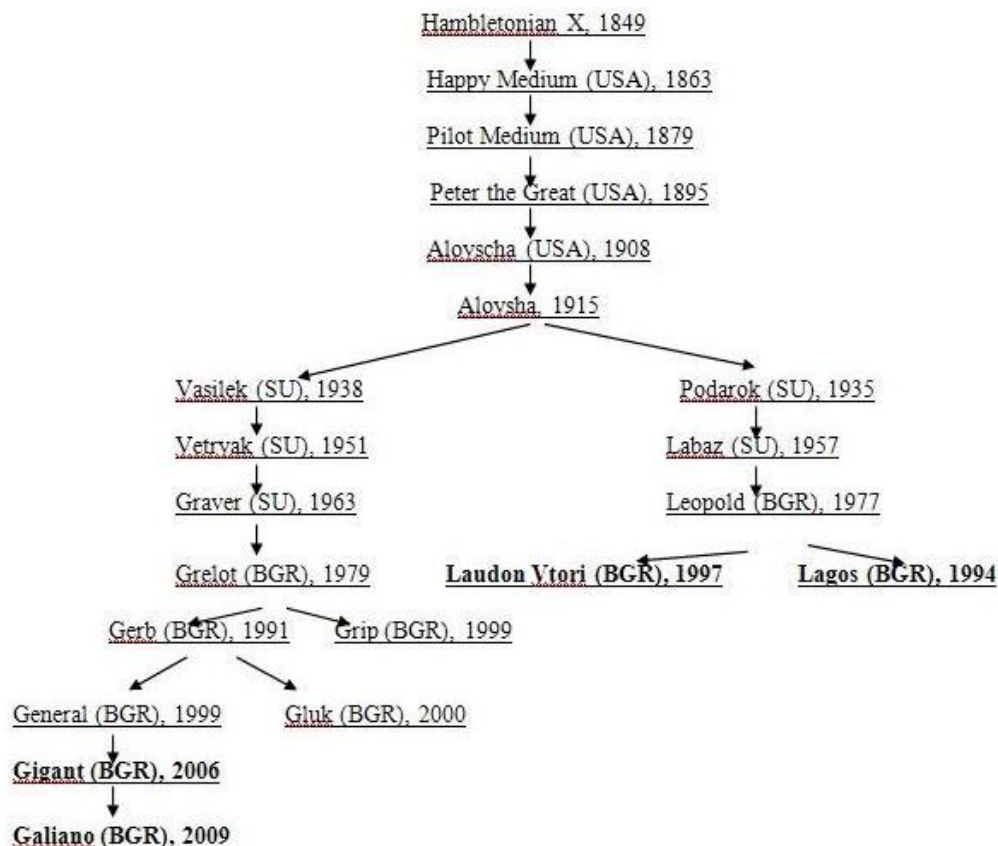 Hambletonian X, 1849
Happy Medium (USA), 1863
Pilot Medium (USA), 1879
Peter the Great (USA), 1895
Aloyscha (USA), 1908
Aloysha, 1915
Vasilek (SU), 1938
Podarok (SU), 1935
Vetryak (SU), 1951
Labaz (SU), 1957
Graver (SU), 1963
Leopold (BGR), 1977
Grelot (BGR), 1979
Laudon Vtori (BGR), 1997
Lagos (BGR), 1994
Gerb (BGR), 1991
Grip (BGR), 1999
General (BGR), 1999
Gluk (BGR), 2000
Gigant (BGR), 2006
Galiano (BGR), 2009